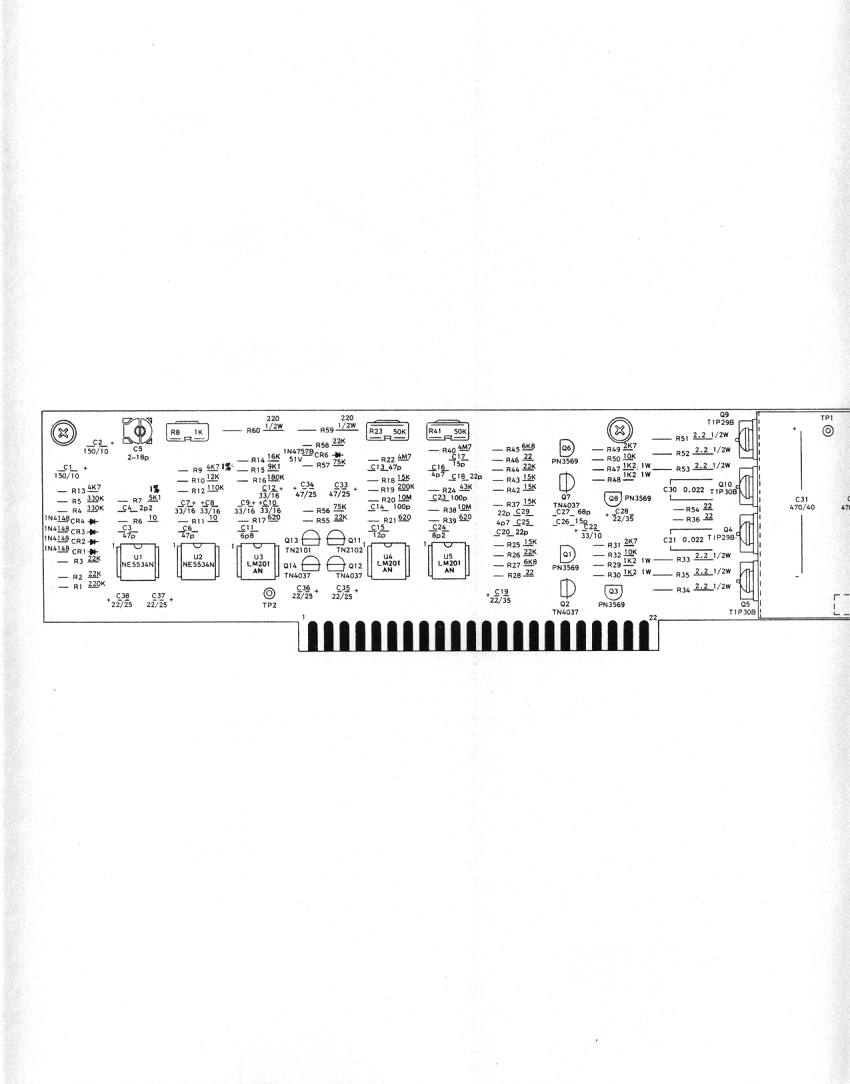 Q9
T1P29B
TP1
C2 +
150/10
C5
2-18p
R8 1K
R60 220 1/2W
R59 220 1/2W
R58 22K
1N4757B
51V
CR6
R57 75K
R23 50K
R41 50K
R40 4M7
C17
15p
C16
4p7
C18 22p
R24 43K
C23 100p
R38 10M
R39 620
C24
8p2
C1 +
150/10
R13 4K7
R5 330K
R4 330K
1N4148 CR4
1N4148 CR3
1N4148 CR2
1N4148 CR1
R3 22K
R2 22K
R1 220K
1%
R7 5K1
C4 2p2
R6 10
C3
47p
1
U1
NE5534N
+ C38
22/25
C37 +
22/25
R9 4K7 1%
R10 12K
R12 110K
C7 +
33/16
+ C8
33/16
R11 10
C6
47p
1
U2
NE5534N
R14 16K
R15 9K1
R16 180K
C12 +
33/16
C9 +
33/16
C10
33/16
R17 620
C11
6p8
1
U3
LM201
AN
TP2
+ C34
47/25
C33 +
47/25
R56 75K
R55 22K
Q13
TN2101
Q11
TN2102
Q14
TN4037
Q12
TN4037
C36 +
22/25
C35 +
22/25
R22 4M7
C13 47p
R18 15K
R19 200K
R20 10M
C14 100p
R21 620
C15
12p
1
U4
LM201
AN
1
U5
LM201
AN
R45 6K8
R46 22
R44 22K
R43 15K
R42 15K
R37 15K
22p C29
4p7 C25
C20 22p
R25 15K
R26 22K
R27 6K8
R28 22
+ C19
22/35
Q6
PN3569
Q7
TN4037
C27 68p
C26 15p
+ C22
33/10
Q1
PN3569
Q2
TN4037
R49 2K7
R50 10K
R47 1K2 1W
R48 1K2 1W
Q8 PN3569
+ C28
22/35
R31 2K7
R32 10K
R29 1K2 1W
R30 1K2 1W
Q3
PN3569
R51 2.2 1/2W
R52 2.2 1/2W
R53 2.2 1/2W
Q10
T1P30B
C30 0.022
R54 22
R36 22
Q4
T1P29B
C21 0.022
R33 2.2 1/2W
R35 2.2 1/2W
R34 2.2 1/2W
Q5
T1P30B
+
C31
470/40
-
1
22